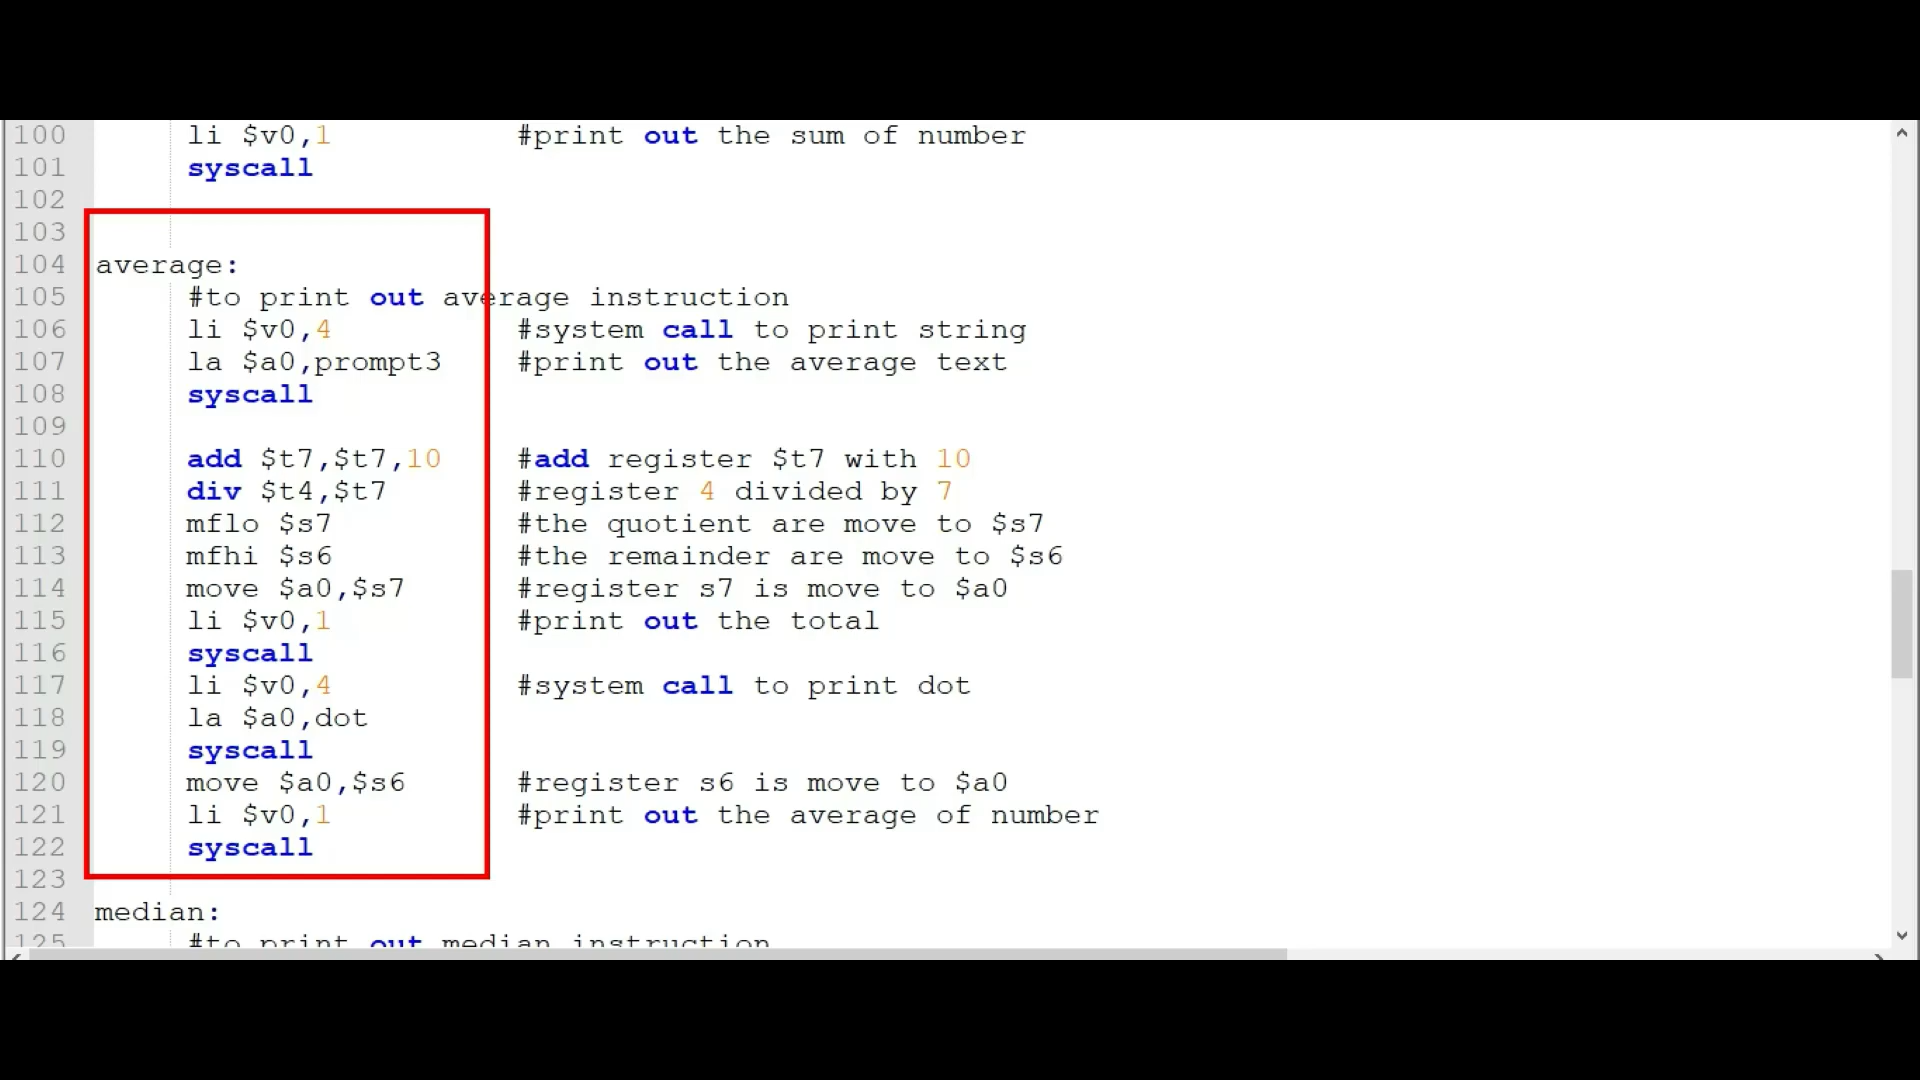 100 li $v0,1 #print out the sum of number
101 syscall
102
103
104 average:
105 #to print out average instruction
106 li $v0,4 #system call to print string
107 la $a0,prompt3 #print out the average text
108 syscall
109
110 add $t7,$t7,10 #add register $t7 with 10
111 div $t4,$t7 #register 4 divided by 7
112 mflo $s7 #the quotient are move to $s7
113 mfhi $s6 #the remainder are move to $s6
114 move $a0,$s7 #register s7 is move to $a0
115 li $v0,1 #print out the total
116 syscall
117 li $v0,4 #system call to print dot
118 la $a0,dot
119 syscall
120 move $a0,$s6 #register s6 is move to $a0
121 li $v0,1 #print out the average of number
122 syscall
123
124 median:
125 #to print out median instruction